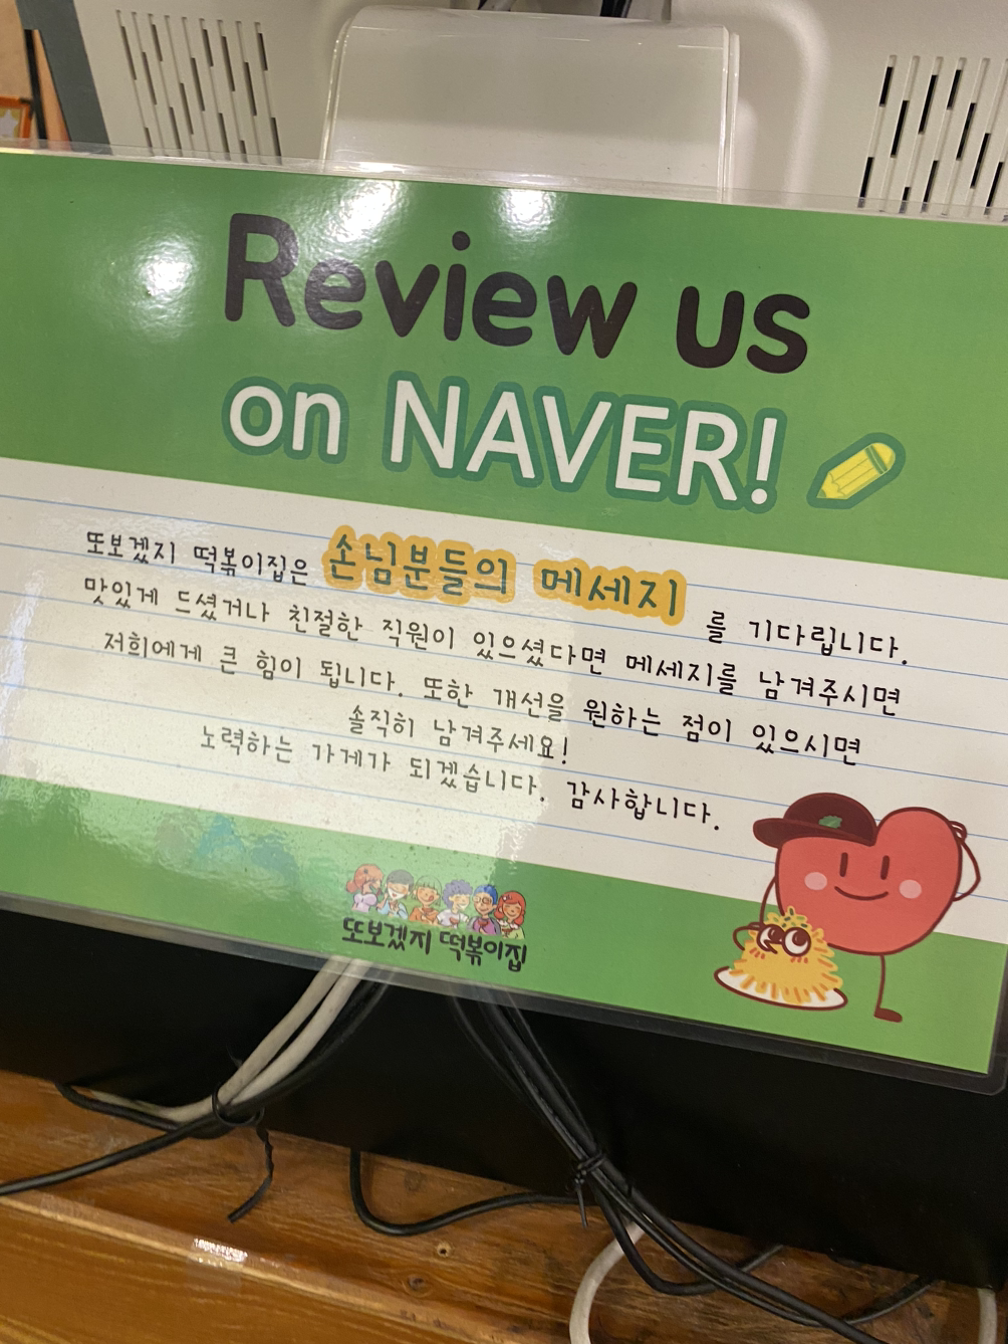 Review us
on NAVER!
또보겠지 떡볶이집은 손님분들의 메세지를 기다립니다.
맛있게 드셨거나 친절한 직원이 있으셨다면 메세지를 남겨주시면
저희에게 큰 힘이 됩니다. 또한 개선을 원하는 점이 있으시면
솔직히 남겨주세요!
노력하는 가게가 되겠습니다. 감사합니다.
또보겠지 떡볶이집